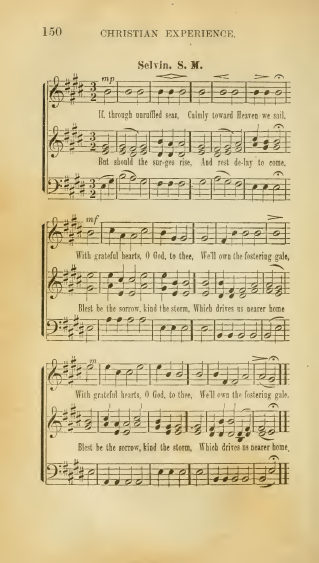 150 CHRISTIAN EXPERIENCE.
Selvin. S. M.
mp
If, through unruffled seas, Calmly toward Heaven we sail.
But should the sur-ges rise, And rest de-lay to come,
mf
With grateful hearts, O God, to thee, We'll own the fostering gale,
Blest be the sorrow, kind the storm, Which drives us nearer home
m
With grateful hearts, O God, to thee, We'll own the fostering gale.
Blest be the sorrow, kind the storm, Which drives us nearer home,